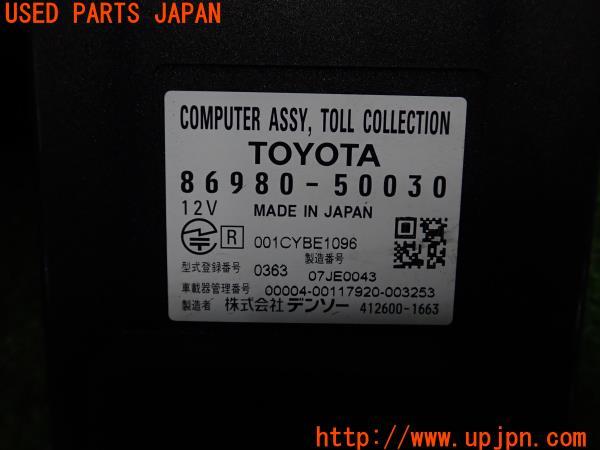 USED PARTS JAPAN
COMPUTER ASSY, TOLL COLLECTION
TOYOTA
86980-50030
12V MADE IN JAPAN
R 001CYBE1096
型式登録番号 0363 製造番号 07JE0043
車載器管理番号 00004-00117920-003253
製造者 株式会社デンソー 412600-1663
http://www.upjpn.com/